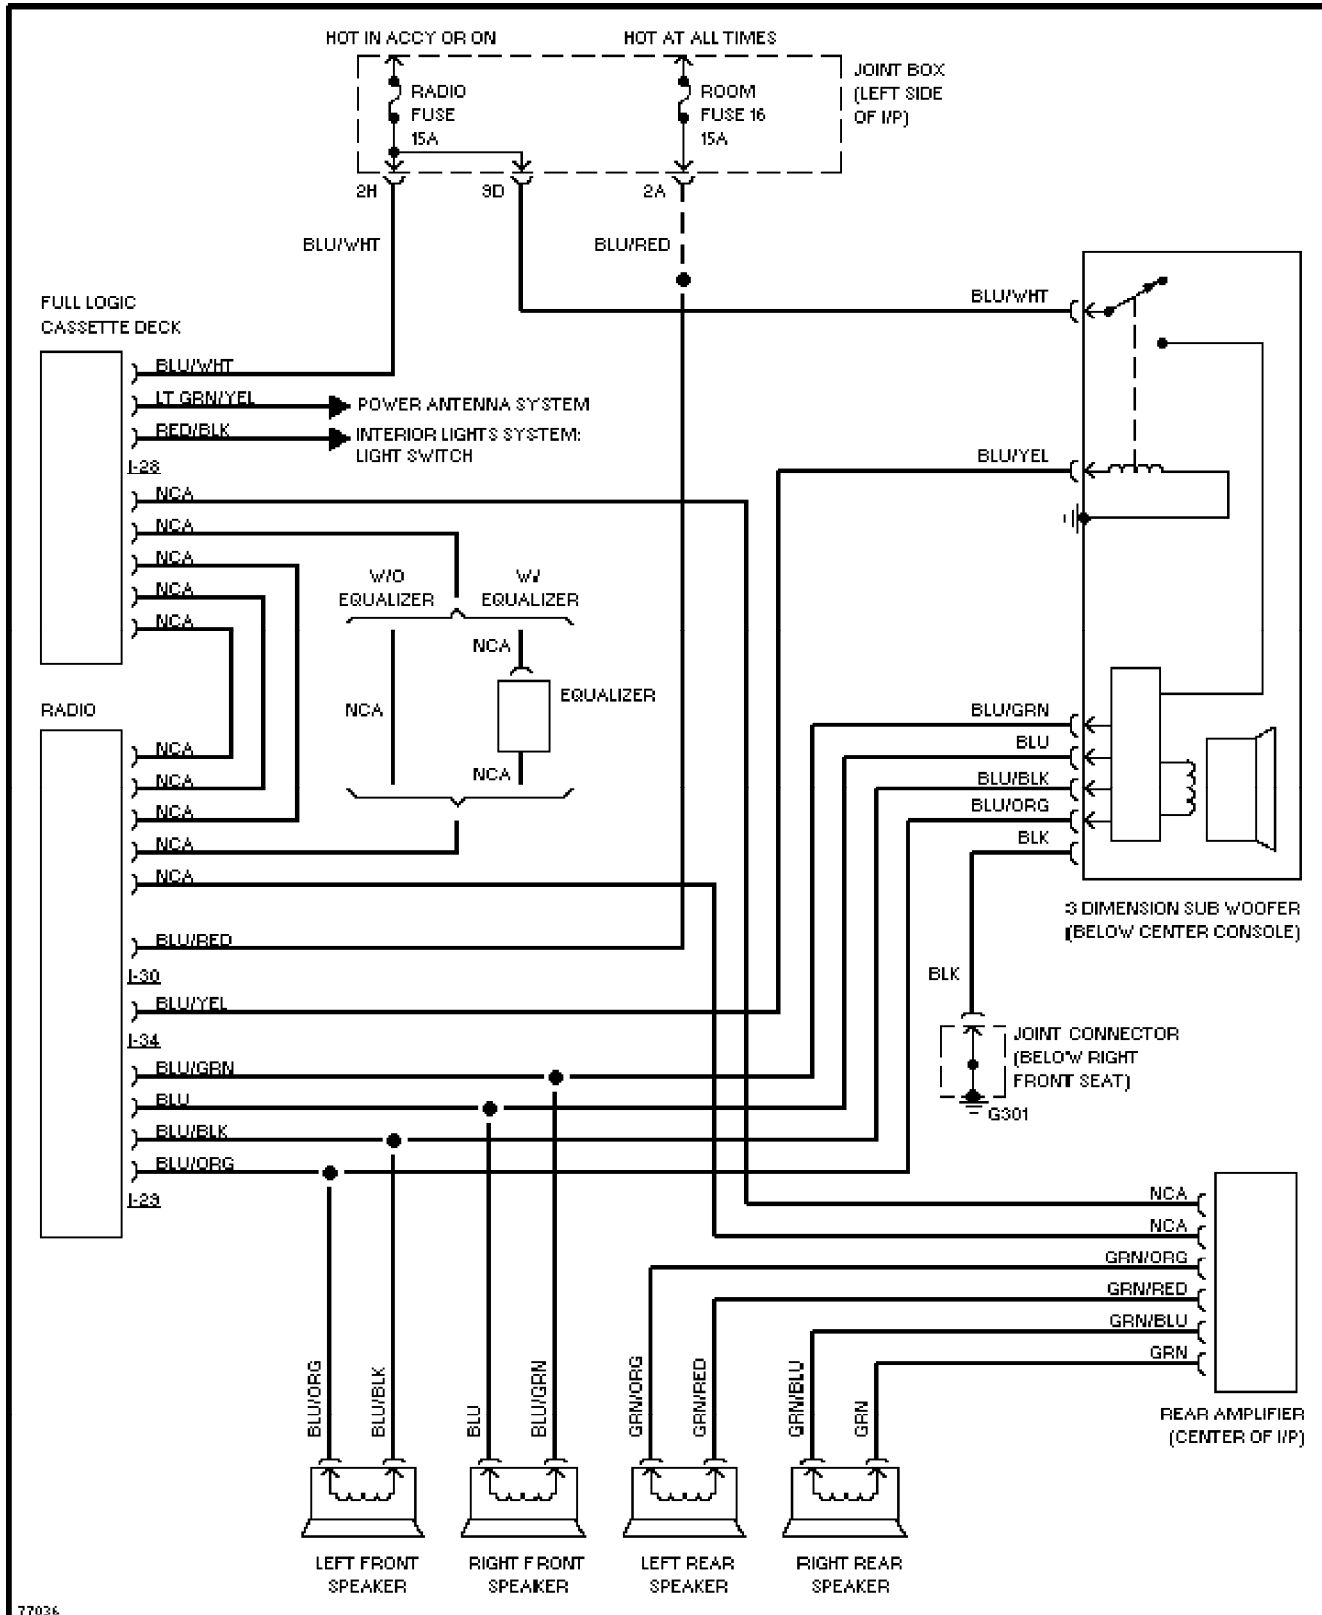 HOT IN ACCY OR ON
HOT AT ALL TIMES
RADIO
FUSE
15A
ROOM
FUSE 16
15A
JOINT BOX
(LEFT SIDE
OF I/P)
2H
9D
2A
BLU/WHT
BLU/RED
BLU/WHT
FULL LOGIC
CASSETTE DECK
BLU/WHT
LT GRN/YEL
POWER ANTENNA SYSTEM
RED/BLK
INTERIOR LIGHTS SYSTEM:
LIGHT SWITCH
I-28
BLU/YEL
NCA
NCA
NCA
NCA
NCA
W/O
EQUALIZER
W/
EQUALIZER
NCA
NCA
EQUALIZER
NCA
RADIO
NCA
NCA
NCA
NCA
NCA
BLU/GRN
BLU
BLU/BLK
BLU/ORG
BLK
3 DIMENSION SUB WOOFER
(BELOW CENTER CONSOLE)
BLU/RED
I-30
BLU/YEL
I-34
BLU/GRN
BLU
BLU/BLK
BLU/ORG
I-29
BLK
JOINT CONNECTOR
(BELOW RIGHT
FRONT SEAT)
G301
NCA
NCA
GRN/ORG
GRN/RED
GRN/BLU
GRN
REAR AMPLIFIER
(CENTER OF I/P)
BLU/ORG
BLU/BLK
BLU
BLU/GRN
GRN/ORG
GRN/RED
GRN/BLU
GRN
LEFT FRONT
SPEAKER
RIGHT FRONT
SPEAKER
LEFT REAR
SPEAKER
RIGHT REAR
SPEAKER
77036